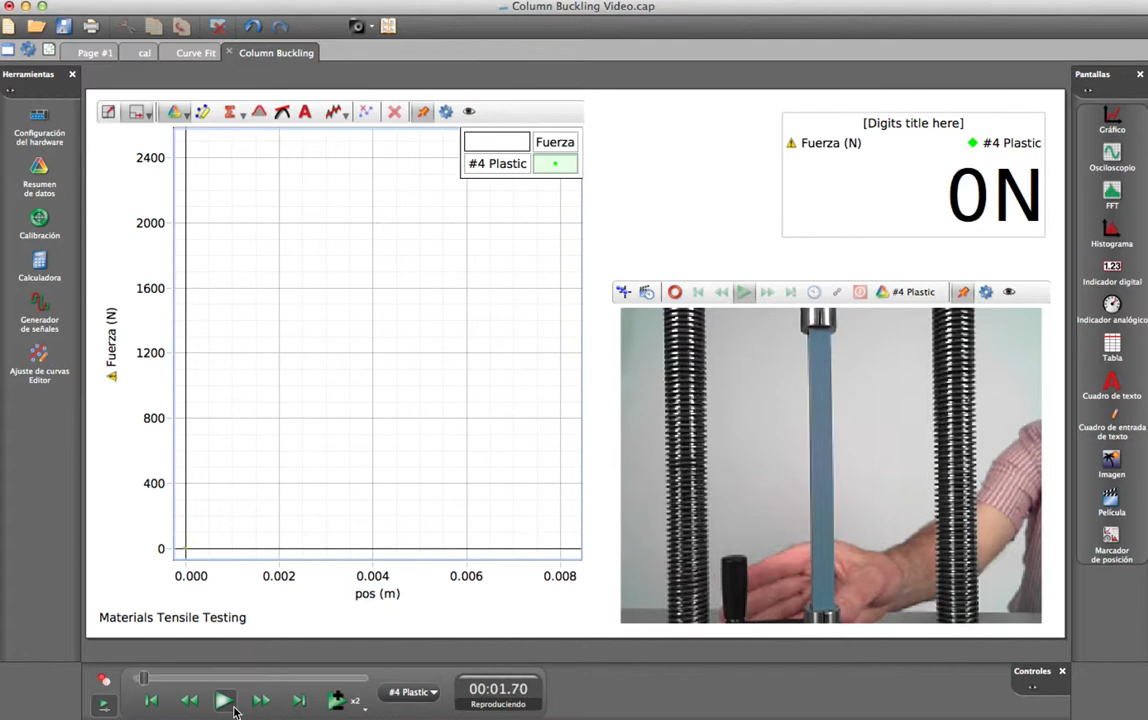 Column Buckling Video.cap
Page #1
cal
Curve Fit
Column Buckling
Herramientas
Configuración
del hardware
Resumen
de datos
Calibración
Calculadora
Generador
de señales
Ajuste de curvas
Editor
Fuerza
#4 Plastic
2400
2000
1600
1200
800
400
0
Fuerza (N)
0.000
0.002
0.004
0.006
0.008
pos (m)
Materials Tensile Testing
[Digits title here]
Fuerza (N)
#4 Plastic
0N
#4 Plastic
Pantallas
Gráfico
Osciloscopio
FFT
Histograma
1.23
Indicador digital
Indicador analógico
Tabla
Cuadro de texto
Cuadro de entrada
de texto
Imagen
Película
Marcador
de posición
x2
#4 Plastic
00:01.70
Reproduciendo
Controles